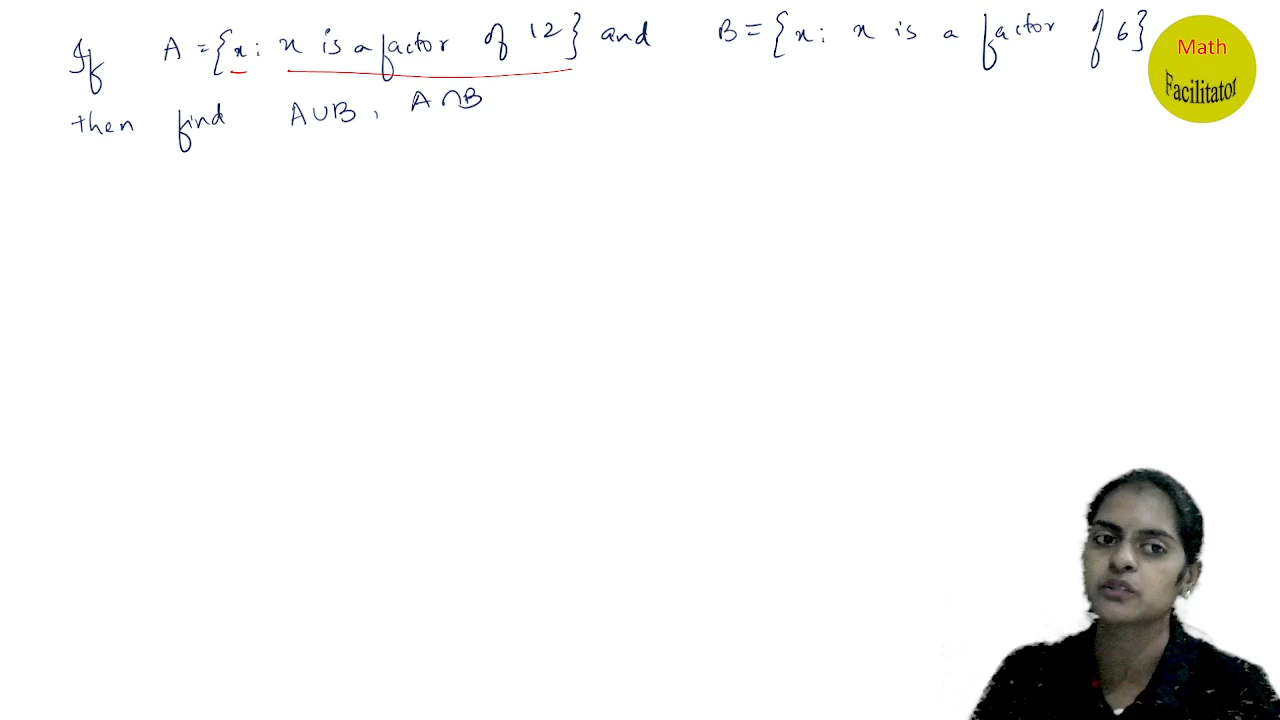 If A = {x : x is a factor of 12} and B = {x : x is a factor of 6}
then find A∪B, A∩B
Math
Facilitator